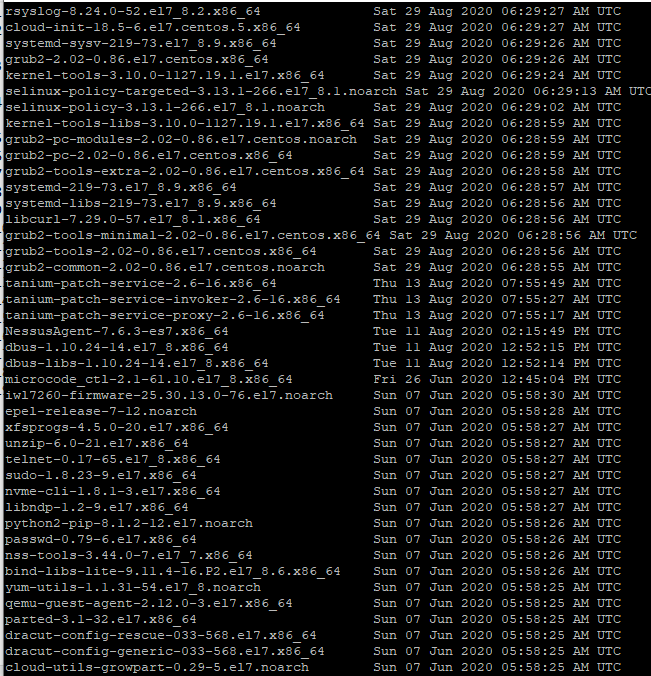 rsyslog-8.24.0-52.el7_8.2.x86_64 Sat 29 Aug 2020 06:29:27 AM UTC
cloud-init-18.5-6.el7.centos.5.x86_64 Sat 29 Aug 2020 06:29:27 AM UTC
systemd-sysv-219-73.el7_8.9.x86_64 Sat 29 Aug 2020 06:29:26 AM UTC
grub2-2.02-0.86.el7.centos.x86_64 Sat 29 Aug 2020 06:29:26 AM UTC
kernel-tools-3.10.0-1127.19.1.el7.x86_64 Sat 29 Aug 2020 06:29:24 AM UTC
selinux-policy-targeted-3.13.1-266.el7_8.1.noarch Sat 29 Aug 2020 06:29:13 AM UTC
selinux-policy-3.13.1-266.el7_8.1.noarch Sat 29 Aug 2020 06:29:02 AM UTC
kernel-tools-libs-3.10.0-1127.19.1.el7.x86_64 Sat 29 Aug 2020 06:28:59 AM UTC
grub2-pc-modules-2.02-0.86.el7.centos.noarch Sat 29 Aug 2020 06:28:59 AM UTC
grub2-pc-2.02-0.86.el7.centos.x86_64 Sat 29 Aug 2020 06:28:59 AM UTC
grub2-tools-extra-2.02-0.86.el7.centos.x86_64 Sat 29 Aug 2020 06:28:58 AM UTC
systemd-219-73.el7_8.9.x86_64 Sat 29 Aug 2020 06:28:57 AM UTC
systemd-libs-219-73.el7_8.9.x86_64 Sat 29 Aug 2020 06:28:56 AM UTC
libcurl-7.29.0-57.el7_8.1.x86_64 Sat 29 Aug 2020 06:28:56 AM UTC
grub2-tools-minimal-2.02-0.86.el7.centos.x86_64 Sat 29 Aug 2020 06:28:56 AM UTC
grub2-tools-2.02-0.86.el7.centos.x86_64 Sat 29 Aug 2020 06:28:56 AM UTC
grub2-common-2.02-0.86.el7.centos.noarch Sat 29 Aug 2020 06:28:55 AM UTC
tanium-patch-service-2.6-16.x86_64 Thu 13 Aug 2020 07:55:49 AM UTC
tanium-patch-service-invoker-2.6-16.x86_64 Thu 13 Aug 2020 07:55:27 AM UTC
tanium-patch-service-proxy-2.6-16.x86_64 Thu 13 Aug 2020 07:55:17 AM UTC
NessusAgent-7.6.3-es7.x86_64 Tue 11 Aug 2020 02:15:49 PM UTC
dbus-1.10.24-14.el7_8.x86_64 Tue 11 Aug 2020 12:52:15 PM UTC
dbus-libs-1.10.24-14.el7_8.x86_64 Tue 11 Aug 2020 12:52:14 PM UTC
microcode_ctl-2.1-61.10.el7_8.x86_64 Fri 26 Jun 2020 12:45:04 PM UTC
iwl7260-firmware-25.30.13.0-76.el7.noarch Sun 07 Jun 2020 05:58:30 AM UTC
epel-release-7-12.noarch Sun 07 Jun 2020 05:58:28 AM UTC
xfsprogs-4.5.0-20.el7.x86_64 Sun 07 Jun 2020 05:58:27 AM UTC
unzip-6.0-21.el7.x86_64 Sun 07 Jun 2020 05:58:27 AM UTC
telnet-0.17-65.el7_8.x86_64 Sun 07 Jun 2020 05:58:27 AM UTC
sudo-1.8.23-9.el7.x86_64 Sun 07 Jun 2020 05:58:27 AM UTC
nvme-cli-1.8.1-3.el7.x86_64 Sun 07 Jun 2020 05:58:27 AM UTC
libndp-1.2-9.el7.x86_64 Sun 07 Jun 2020 05:58:27 AM UTC
python2-pip-8.1.2-12.el7.noarch Sun 07 Jun 2020 05:58:26 AM UTC
passwd-0.79-6.el7.x86_64 Sun 07 Jun 2020 05:58:26 AM UTC
nss-tools-3.44.0-7.el7_7.x86_64 Sun 07 Jun 2020 05:58:26 AM UTC
bind-libs-lite-9.11.4-16.P2.el7_8.6.x86_64 Sun 07 Jun 2020 05:58:26 AM UTC
yum-utils-1.1.31-54.el7_8.noarch Sun 07 Jun 2020 05:58:25 AM UTC
qemu-guest-agent-2.12.0-3.el7.x86_64 Sun 07 Jun 2020 05:58:25 AM UTC
parted-3.1-32.el7.x86_64 Sun 07 Jun 2020 05:58:25 AM UTC
dracut-config-rescue-033-568.el7.x86_64 Sun 07 Jun 2020 05:58:25 AM UTC
dracut-config-generic-033-568.el7.x86_64 Sun 07 Jun 2020 05:58:25 AM UTC
cloud-utils-growpart-0.29-5.el7.noarch Sun 07 Jun 2020 05:58:25 AM UTC